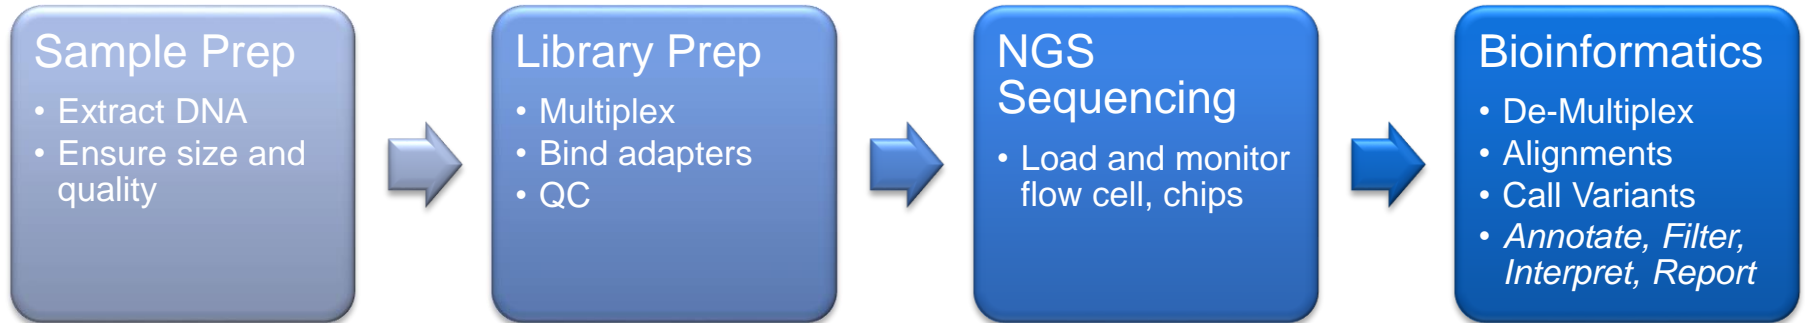 Sample Prep
• Extract DNA
• Ensure size and
quality
Library Prep
• Multiplex
• Bind adapters
• QC
NGS
Sequencing
• Load and monitor
flow cell, chips
Bioinformatics
• De-Multiplex
• Alignments
• Call Variants
• Annotate, Filter,
Interpret, Report